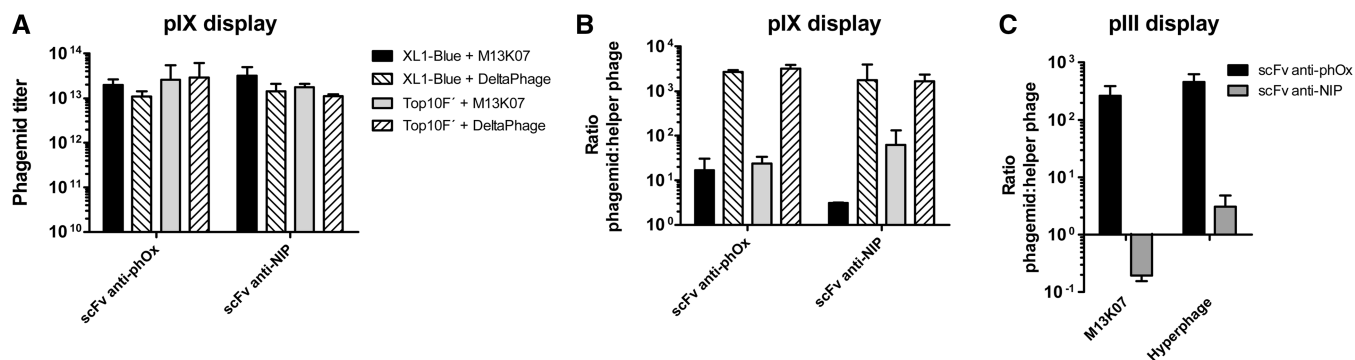 A
pIX display
Phagemid titer
10^14
10^13
10^12
10^11
10^10
scFv anti-phOx
scFv anti-NIP
XL1-Blue + M13K07
XL1-Blue + DeltaPhage
Top10F´ + M13K07
Top10F´ + DeltaPhage
B
pIX display
Ratio
phagemid:helper phage
10^4
10^3
10^2
10^1
10^0
scFv anti-phOx
scFv anti-NIP
C
pIII display
Ratio
phagemid:helper phage
10^3
10^2
10^1
10^0
10^-1
M13K07
Hyperphage
scFv anti-phOx
scFv anti-NIP